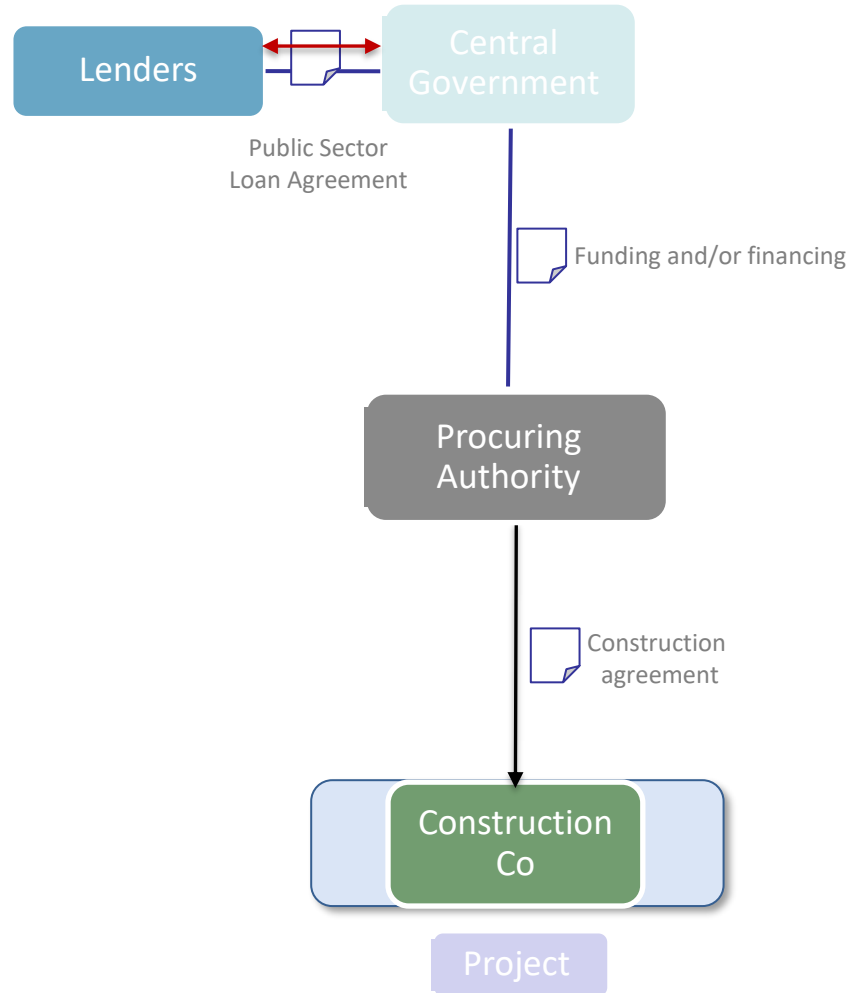 Lenders
Central
Government
Public Sector
Loan Agreement
Funding and/or financing
Procuring
Authority
Construction
agreement
Construction
Co
Project